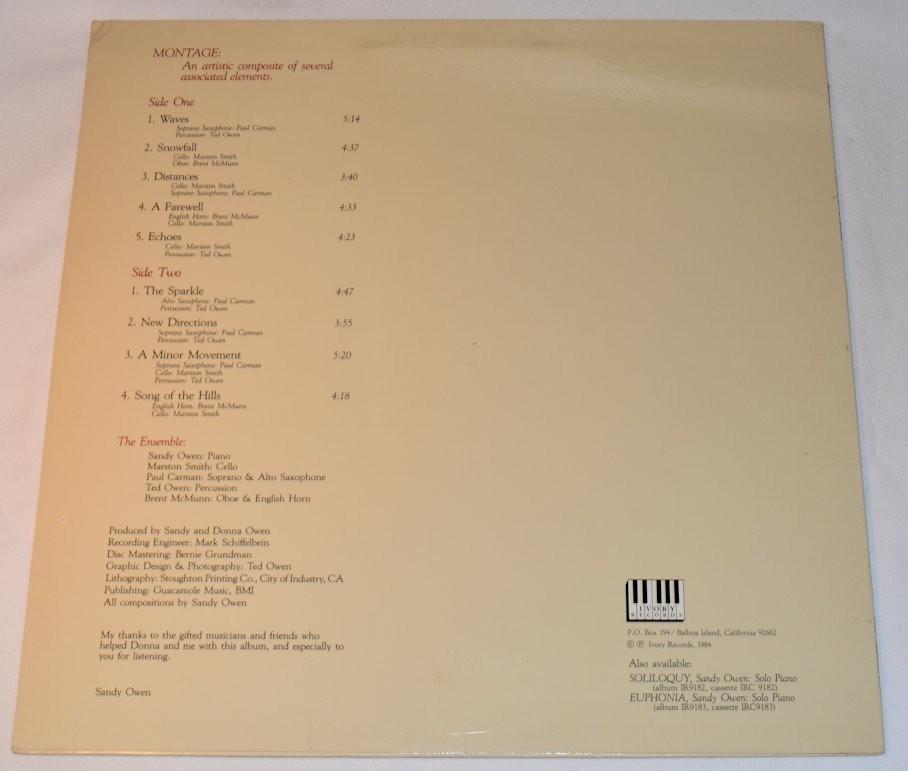 MONTAGE:
An artistic composite of several
associated elements.
Side One
1. Waves 5:14
Soprano Saxophone: Paul Carman
Percussion: Ted Owen
2. Snowfall 4:37
Cello: Marston Smith
Oboe: Brent McMunn
3. Distances 3:40
Cello: Marston Smith
Soprano Saxophone: Paul Carman
4. A Farewell 4:33
English Horn: Brent McMunn
Cello: Marston Smith
5. Echoes 4:23
Cello: Marston Smith
Percussion: Ted Owen
Side Two
1. The Sparkle 4:47
Alto Saxophone: Paul Carman
Percussion: Ted Owen
2. New Directions 3:55
Soprano Saxophone: Paul Carman
Percussion: Ted Owen
3. A Minor Movement 5:20
Soprano Saxophone: Paul Carman
Cello: Marston Smith
Percussion: Ted Owen
4. Song of the Hills 4:18
English Horn: Brent McMunn
Cello: Marston Smith
The Ensemble:
Sandy Owen: Piano
Marston Smith: Cello
Paul Carman: Soprano & Alto Saxophone
Ted Owen: Percussion
Brent McMunn: Oboe & English Horn
Produced by Sandy and Donna Owen
Recording Engineer: Mark Schiffelbein
Disc Mastering: Bernie Grundman
Graphic Design & Photography: Ted Owen
Lithography: Stoughton Printing Co., City of Industry, CA
Publishing: Guacamole Music, BMI
All compositions by Sandy Owen
My thanks to the gifted musicians and friends who
helped Donna and me with this album, and especially to
you for listening.
Sandy Owen
IVORY
RECORDS
P.O. Box 194 / Balboa Island, California 92662
© ℗ Ivory Records, 1984
Also available:
SOLILOQUY, Sandy Owen: Solo Piano
(album IR9182, cassette IRC 9182)
EUPHONIA, Sandy Owen: Solo Piano
(album IR9183, cassette IRC9183)